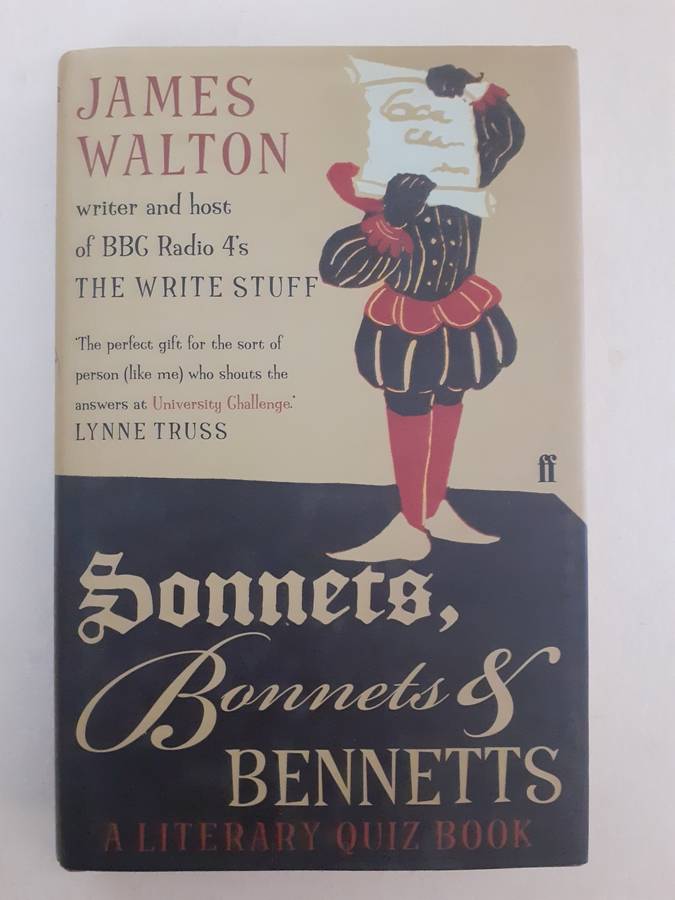 JAMES
WALTON
writer and host
of BBC Radio 4's
THE WRITE STUFF
'The perfect gift for the sort of
person (like me) who shouts the
answers at University Challenge.'
LYNNE TRUSS
ff
Sonnets,
Bonnets &
BENNETTS
A LITERARY QUIZ BOOK